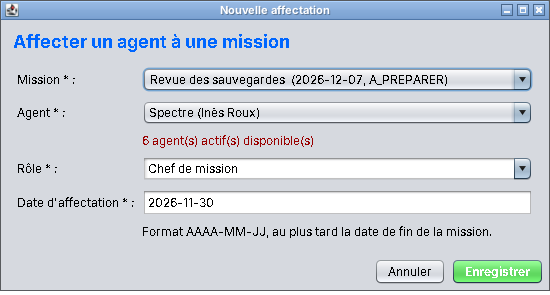 Nouvelle affectation
Affecter un agent à une mission
Mission * : Revue des sauvegardes (2026-12-07, A_PREPARER)
Agent * : Spectre (Inès Roux)
6 agent(s) actif(s) disponible(s)
Rôle * : Chef de mission
Date d'affectation * : 2026-11-30
Format AAAA-MM-JJ, au plus tard la date de fin de la mission.
Annuler Enregistrer